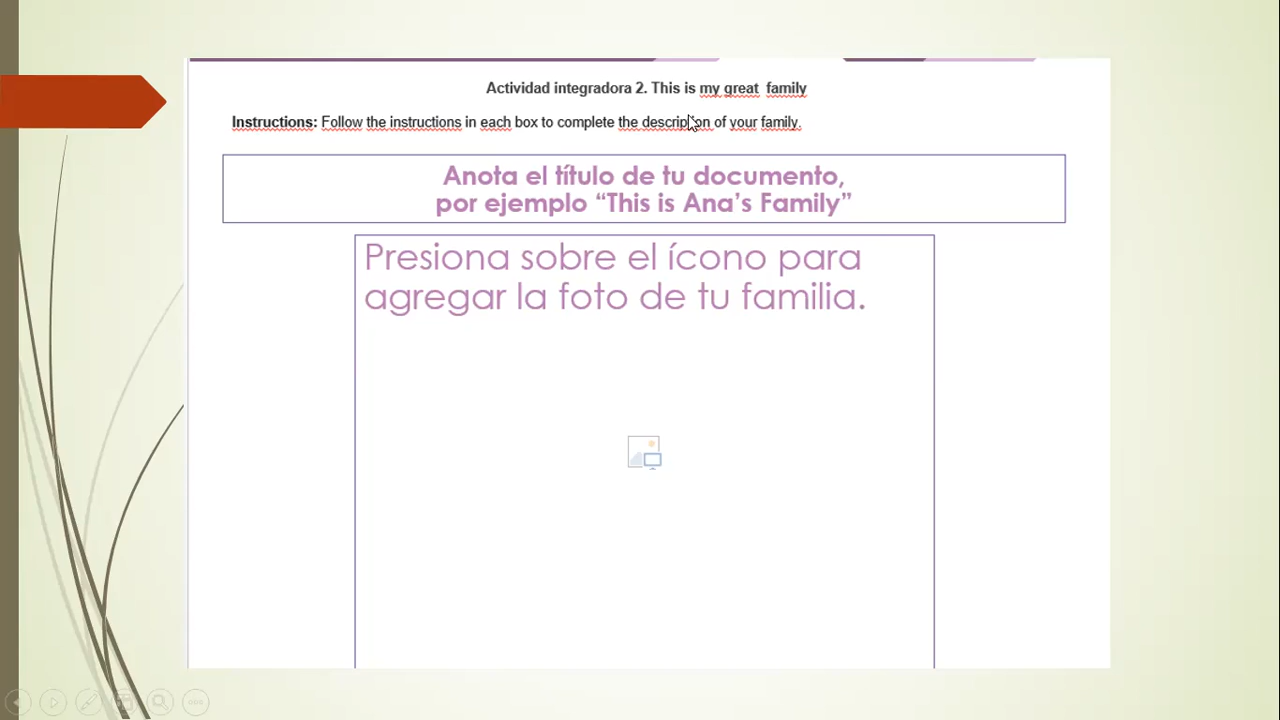 Actividad integradora 2. This is my great family
Instructions: Follow the instructions in each box to complete the description of your family.
Anota el título de tu documento,
por ejemplo “This is Ana’s Family”
Presiona sobre el ícono para
agregar la foto de tu familia.